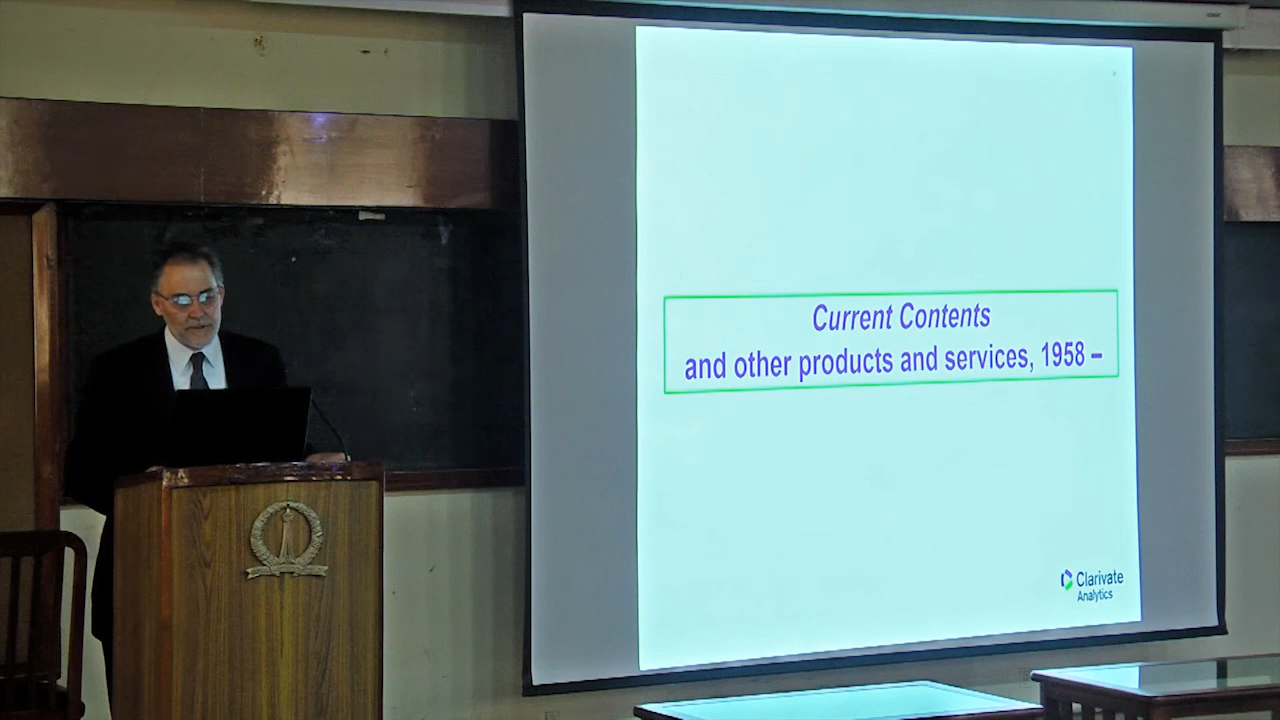 Current Contents
and other products and services, 1958 –
Clarivate
Analytics